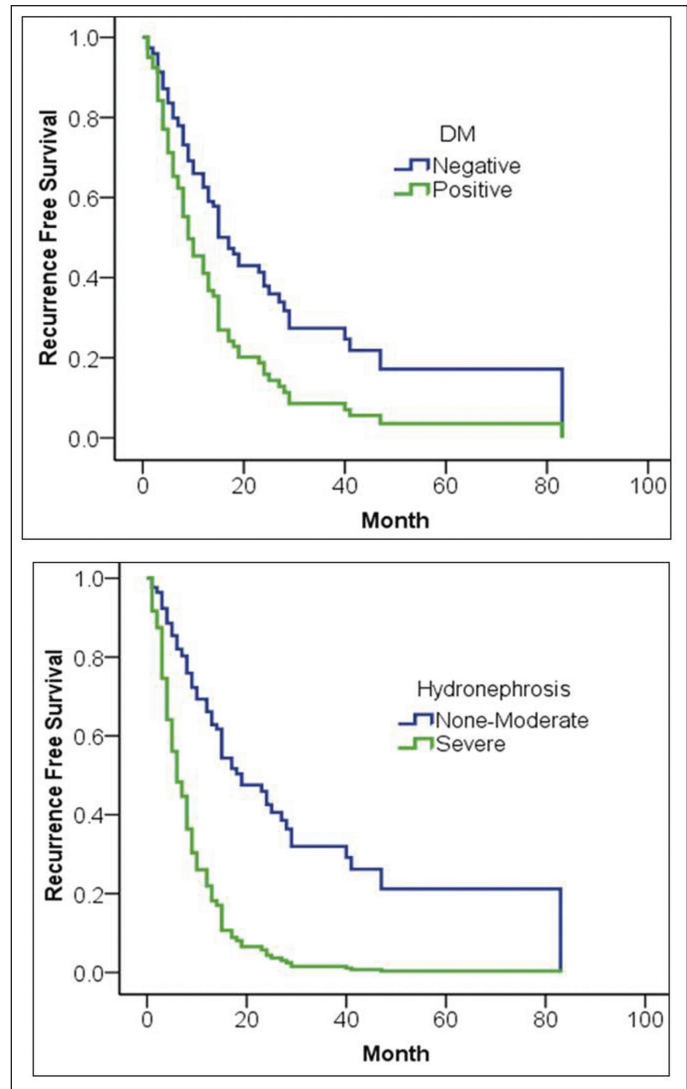 1.0
0.8
0.6
0.4
0.2
0.0
Recurrence Free Survival
DM
Negative
Positive
0 20 40 60 80 100
Month
1.0
0.8
0.6
0.4
0.2
0.0
Recurrence Free Survival
Hydronephrosis
None-Moderate
Severe
0 20 40 60 80 100
Month